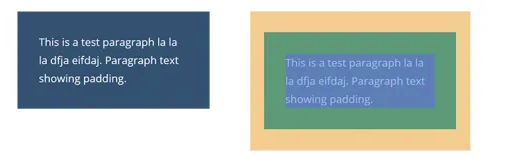 This is a test paragraph la la
la dfja eifdaj. Paragraph text
showing padding.
This is a test paragraph la la
la dfja eifdaj. Paragraph text
showing padding.